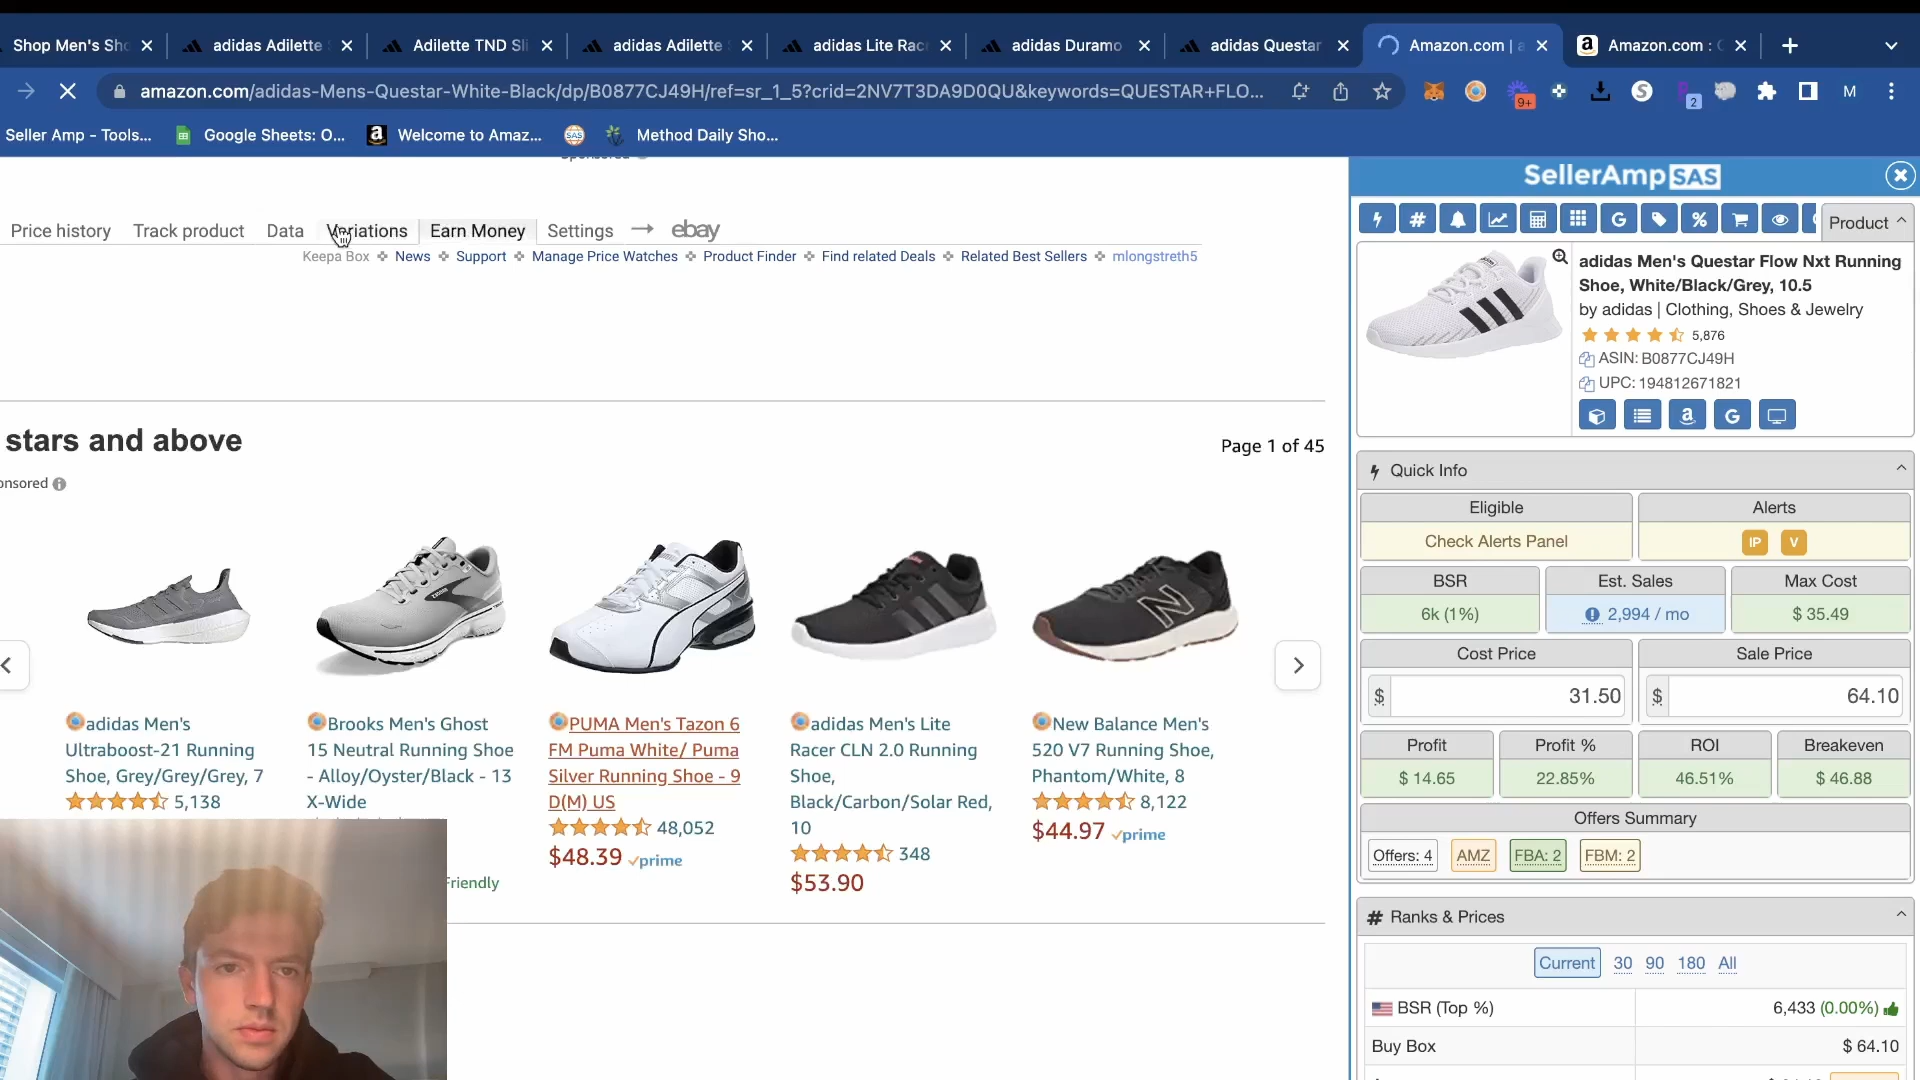 Shop Men's Sho
adidas Adilette
Adilette TND Sli
adidas Adilette
adidas Lite Rac
adidas Duramo
adidas Questar
Amazon.com | a
Amazon.com : C
amazon.com/adidas-Mens-Questar-White-Black/dp/B0877CJ49H/ref=sr_1_5?crid=2NV7T3DA9D0QU&keywords=QUESTAR+FLO...
9+
2
M
Seller Amp - Tools...
Google Sheets: O...
Welcome to Amaz...
SAS
Method Daily Sho...
Sponsored
Price history
Track product
Data
Variations
Earn Money
Settings
ebay
Keepa Box
News
Support
Manage Price Watches
Product Finder
Find related Deals
Related Best Sellers
mlongstreth5
stars and above
Page 1 of 45
onsored
adidas Men's
Ultraboost-21 Running
Shoe, Grey/Grey/Grey, 7
5,138
Brooks Men's Ghost
15 Neutral Running Shoe
- Alloy/Oyster/Black - 13
X-Wide
Friendly
PUMA Men's Tazon 6
FM Puma White/ Puma
Silver Running Shoe - 9
D(M) US
48,052
$48.39 prime
adidas Men's Lite
Racer CLN 2.0 Running
Shoe,
Black/Carbon/Solar Red,
10
348
$53.90
New Balance Men's
520 V7 Running Shoe,
Phantom/White, 8
8,122
$44.97 prime
SellerAmp SAS
Product
adidas Men's Questar Flow Nxt Running
Shoe, White/Black/Grey, 10.5
by adidas | Clothing, Shoes & Jewelry
5,876
ASIN: B0877CJ49H
UPC: 194812671821
Quick Info
Eligible
Alerts
Check Alerts Panel
IP V
BSR
Est. Sales
Max Cost
6k (1%)
2,994 / mo
$ 35.49
Cost Price
Sale Price
$ 31.50
$ 64.10
Profit
Profit %
ROI
Breakeven
$ 14.65
22.85%
46.51%
$ 46.88
Offers Summary
Offers: 4
AMZ
FBA: 2
FBM: 2
# Ranks & Prices
Current 30 90 180 All
BSR (Top %)
6,433 (0.00%)
Buy Box
$ 64.10